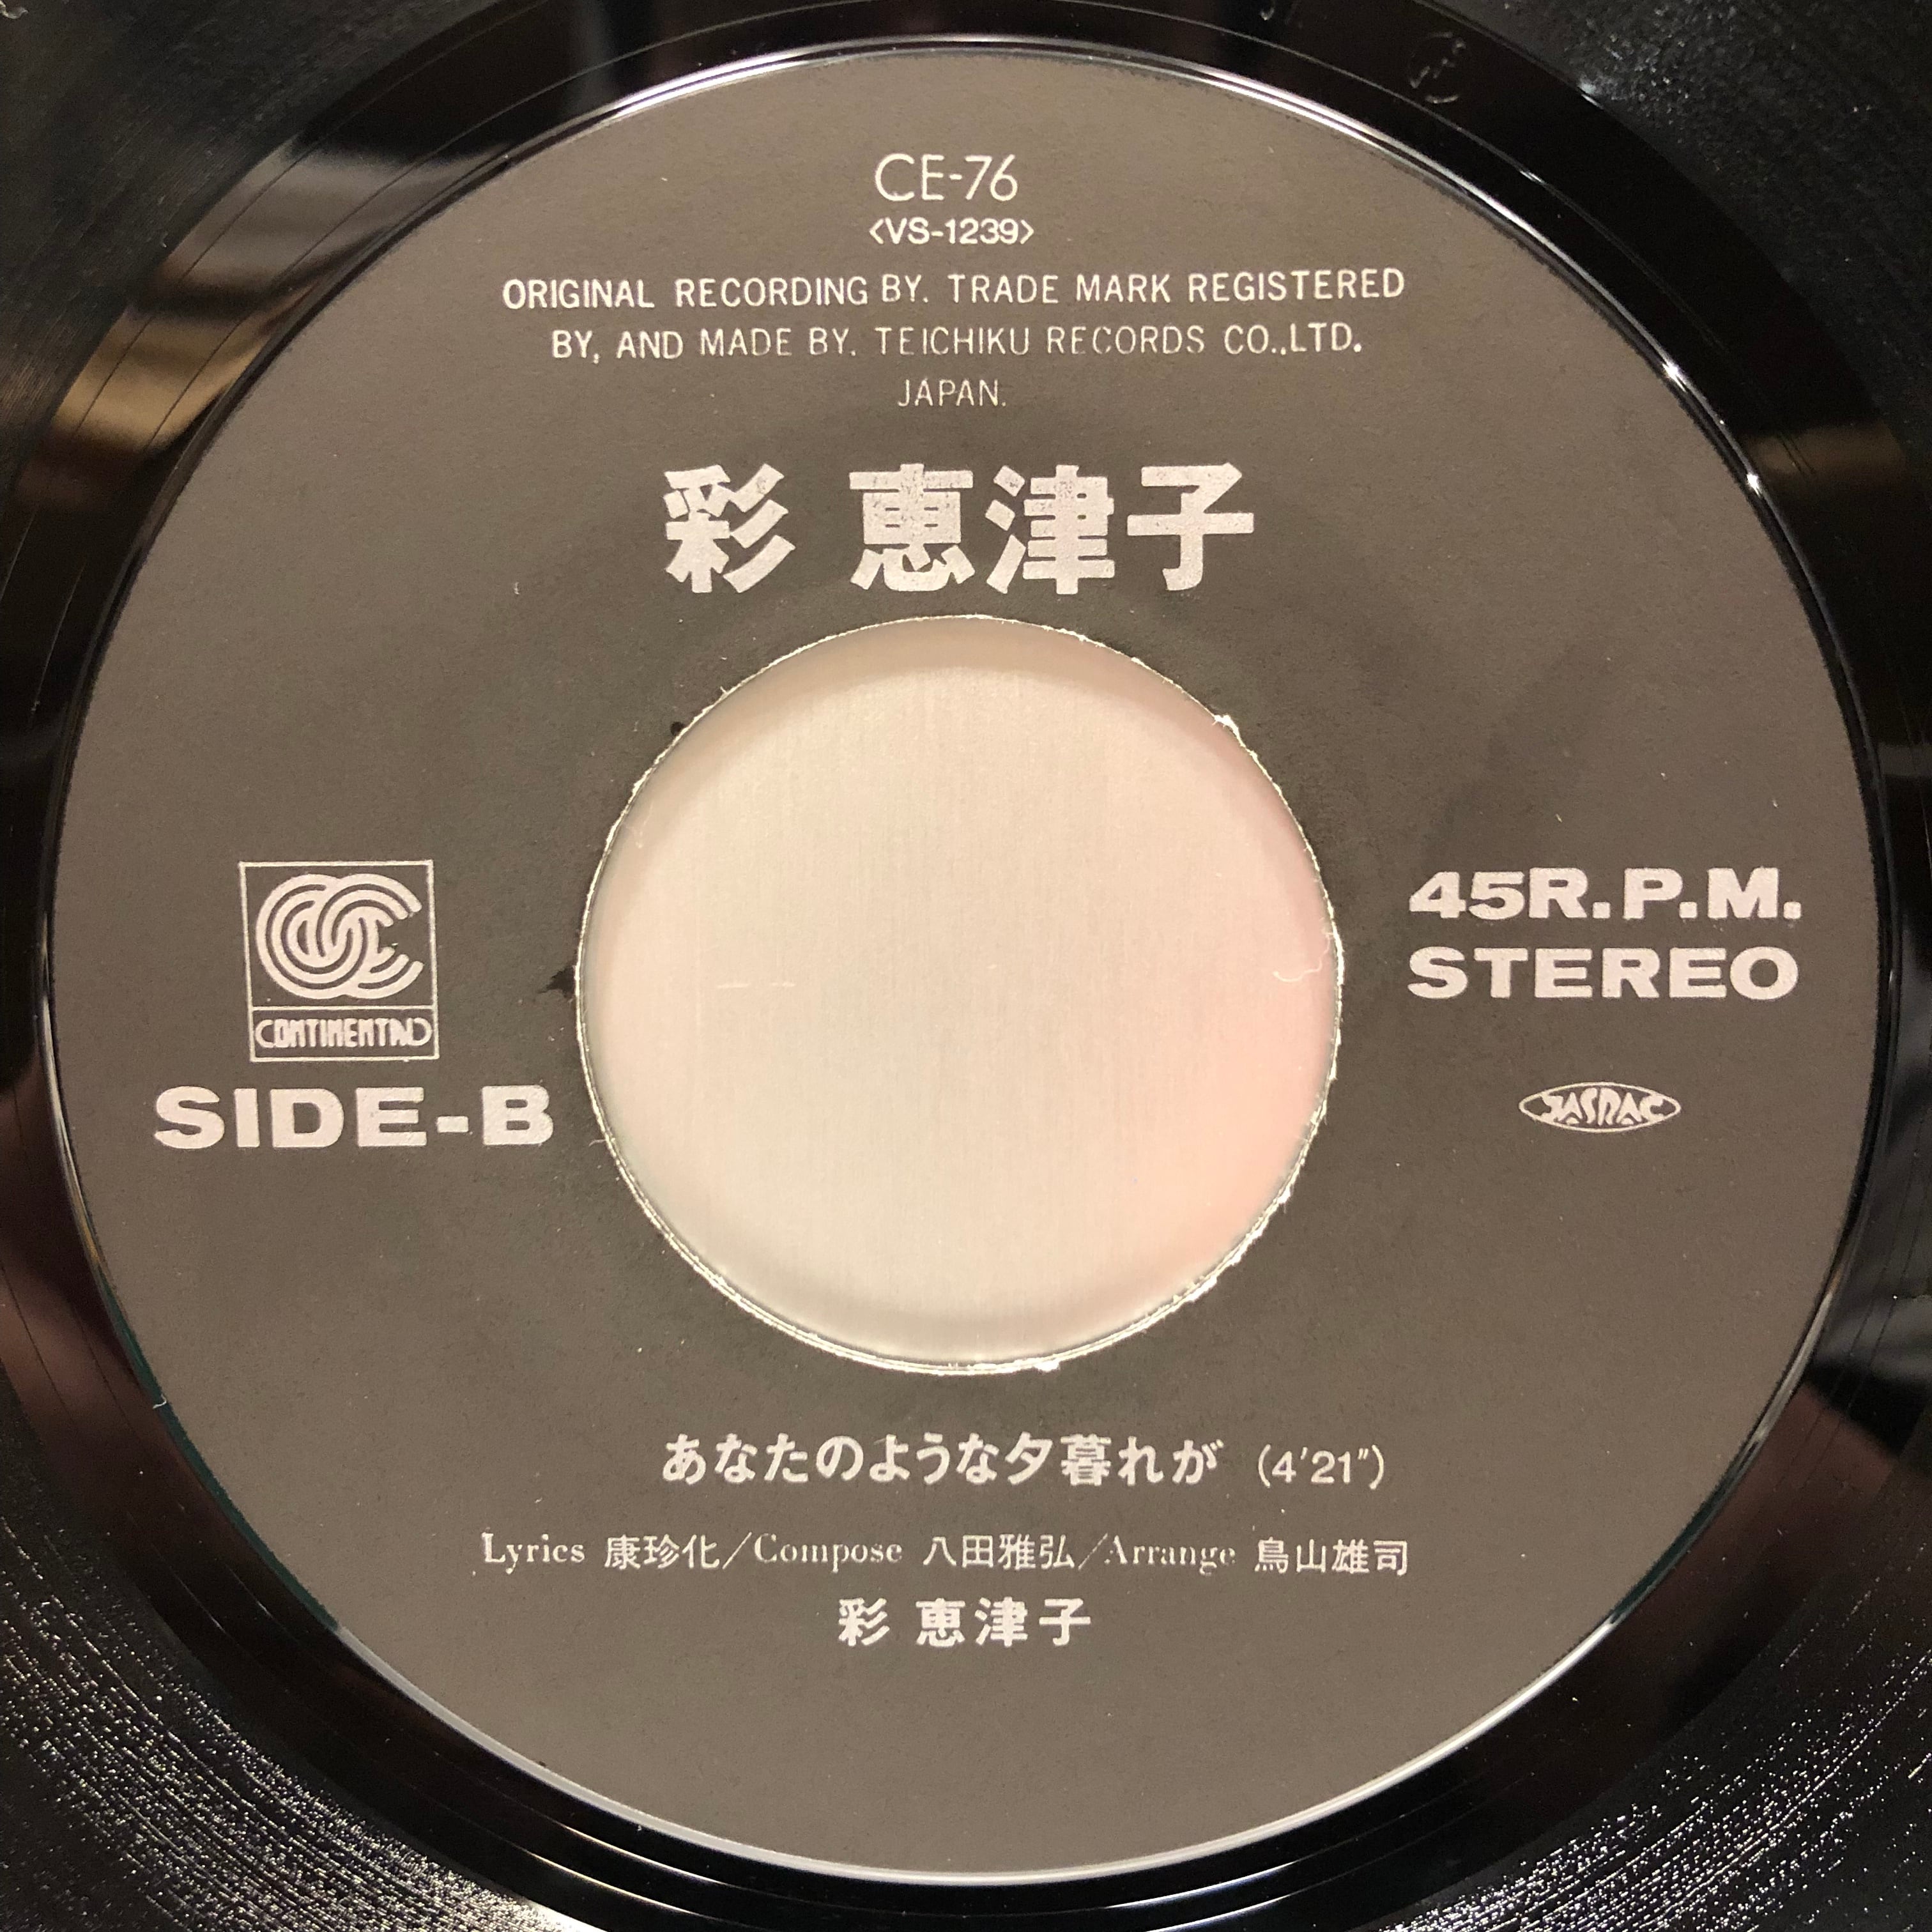 CE-76
<VS-1239>
ORIGINAL RECORDING BY. TRADE MARK REGISTERED
BY, AND MADE BY. TEICHIKU RECORDS CO.,LTD.
JAPAN.
彩 恵津子
CONTINENTAL
SIDE-B
45R.P.M.
STEREO
JASRAC
あなたのような夕暮れが (4'21")
Lyrics 康珍化/Compose 八田雅弘/Arrange 鳥山雄司
彩 恵津子